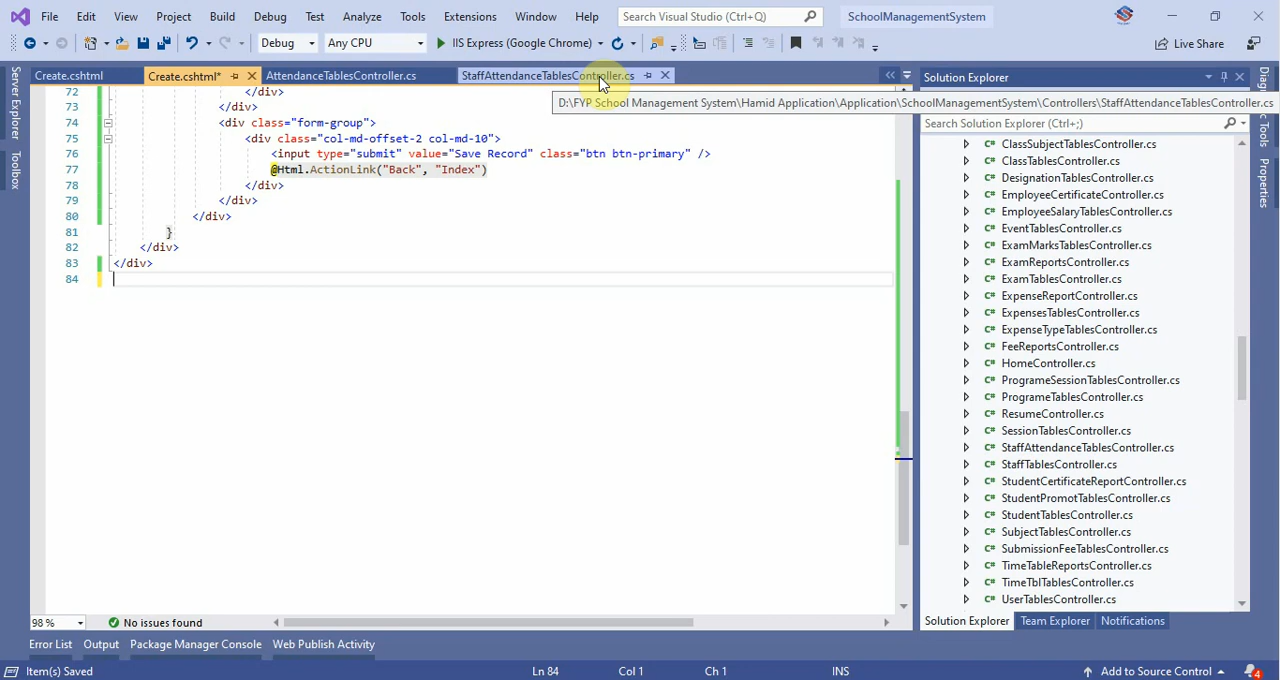 File Edit View Project Build Debug Test Analyze Tools Extensions Window Help Search Visual Studio (Ctrl+Q) SchoolManagementSystem
Debug Any CPU IIS Express (Google Chrome) Live Share
Create.cshtml Create.cshtml* AttendanceTablesController.cs StaffAttendanceTablesController.cs Solution Explorer
D:\FYP School Management System\Hamid Application\Application\SchoolManagementSystem\Controllers\StaffAttendanceTablesController.cs
Search Solution Explorer (Ctrl+;)
Server Explorer
Toolbox
Properties
72 </div>
73 </div>
74 <div class="form-group">
75 <div class="col-md-offset-2 col-md-10">
76 <input type="submit" value="Save Record" class="btn btn-primary" />
77 @Html.ActionLink("Back", "Index")
78 </div>
79 </div>
80 </div>
81 }
82 </div>
83 </div>
84
ClassSubjectTablesController.cs
ClassTablesController.cs
DesignationTablesController.cs
EmployeeCertificateController.cs
EmployeeSalaryTablesController.cs
EventTablesController.cs
ExamMarksTablesController.cs
ExamReportsController.cs
ExamTablesController.cs
ExpenseReportController.cs
ExpensesTablesController.cs
ExpenseTypeTablesController.cs
FeeReportsController.cs
HomeController.cs
ProgrameSessionTablesController.cs
ProgrameTablesController.cs
ResumeController.cs
SessionTablesController.cs
StaffAttendanceTablesController.cs
StaffTablesController.cs
StudentCertificateReportController.cs
StudentPromotTablesController.cs
StudentTablesController.cs
SubjectTablesController.cs
SubmissionFeeTablesController.cs
TimeTableReportsController.cs
TimeTblTablesController.cs
UserTablesController.cs
98 % No issues found
Solution Explorer Team Explorer Notifications
Error List Output Package Manager Console Web Publish Activity
Item(s) Saved Ln 84 Col 1 Ch 1 INS Add to Source Control 4